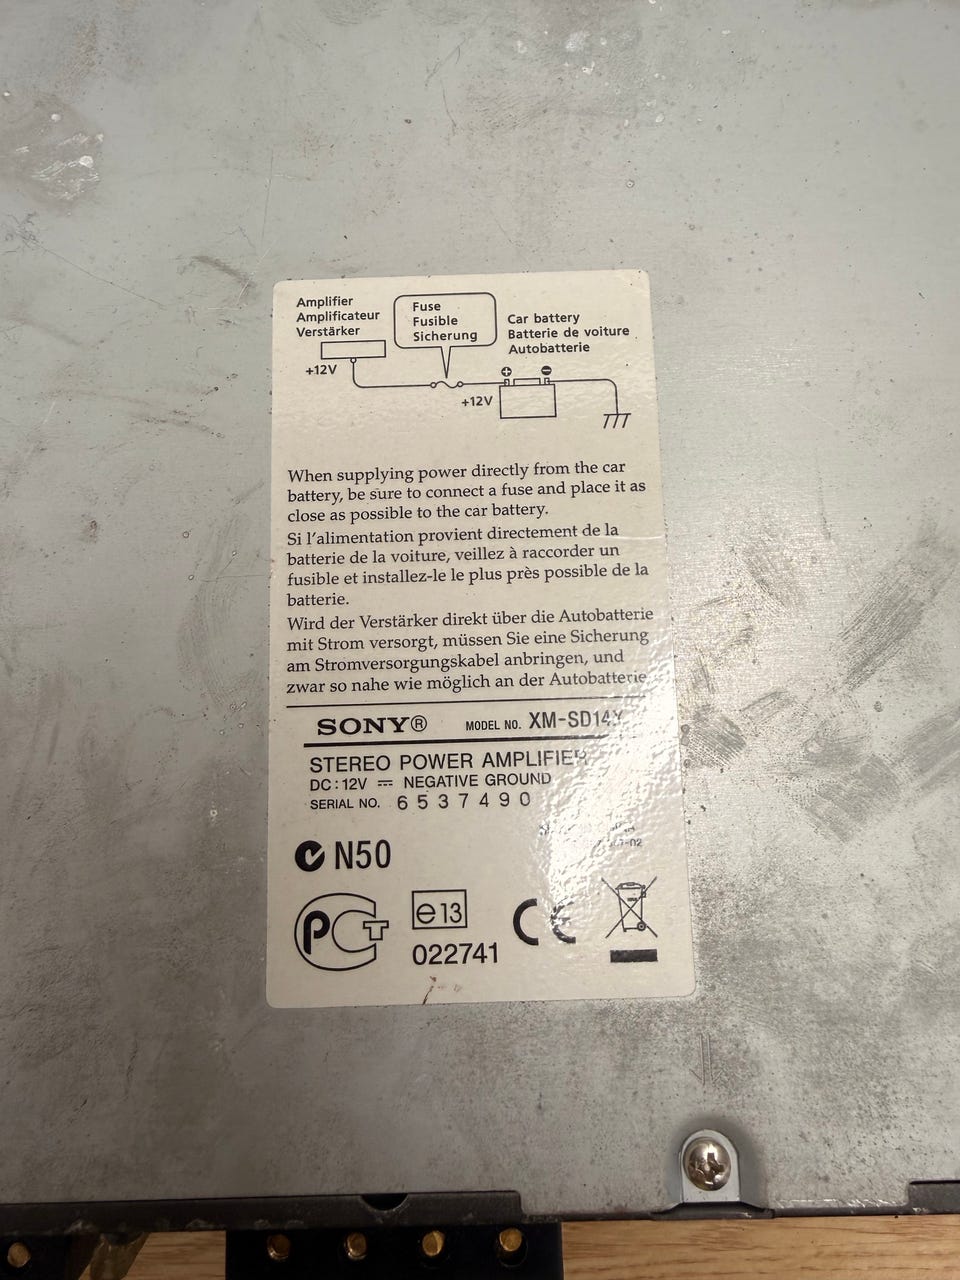 Amplifier
Amplificateur
Verstärker
Fuse
Fusible
Sicherung
Car battery
Batterie de voiture
Autobatterie
+12V
+12V
When supplying power directly from the car
battery, be sure to connect a fuse and place it as
close as possible to the car battery.
Si l'alimentation provient directement de la
batterie de la voiture, veillez à raccorder un
fusible et installez-le le plus près possible de la
batterie.
Wird der Verstärker direkt über die Autobatterie
mit Strom versorgt, müssen Sie eine Sicherung
am Stromversorgungskabel anbringen, und
zwar so nahe wie möglich an der Autobatterie
SONY® MODEL NO. XM-SD14X
STEREO POWER AMPLIFIER
DC: 12V ⎓ NEGATIVE GROUND
SERIAL NO. 6537490
N50
PCT
e13
CE
022741